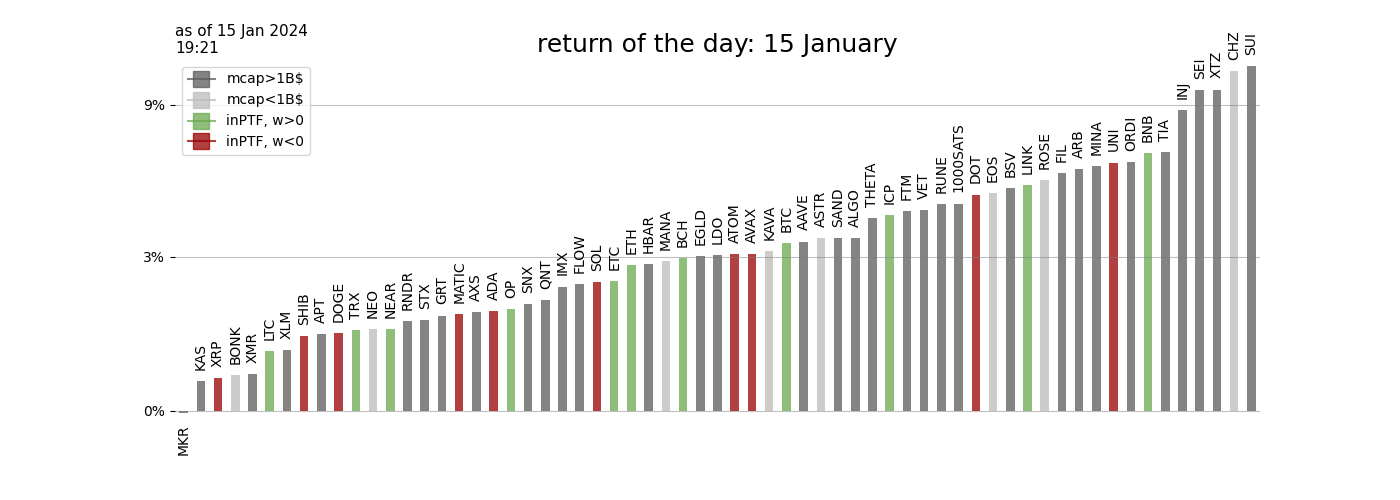 as of 15 Jan 2024
19:21
return of the day: 15 January
mcap>1B$
mcap<1B$
inPTF, w>0
inPTF, w<0
9%
3%
0%
MKR
KAS
XRP
BONK
XMR
LTC
XLM
SHIB
APT
DOGE
TRX
NEO
NEAR
RNDR
STX
GRT
MATIC
AXS
ADA
OP
SNX
QNT
IMX
FLOW
SOL
ETC
ETH
HBAR
MANA
BCH
EGLD
LDO
ATOM
AVAX
KAVA
BTC
AAVE
ASTR
SAND
ALGO
THETA
ICP
FTM
VET
RUNE
1000SATS
DOT
EOS
BSV
LINK
ROSE
FIL
ARB
MINA
UNI
ORDI
BNB
TIA
INJ
SEI
XTZ
CHZ
SUI